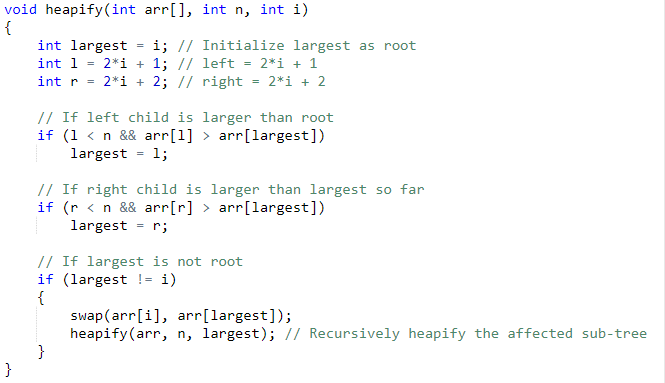 void heapify(int arr[], int n, int i)
{
    int largest = i; // Initialize largest as root
    int l = 2*i + 1; // left = 2*i + 1
    int r = 2*i + 2; // right = 2*i + 2

    // If left child is larger than root
    if (l < n && arr[l] > arr[largest])
        largest = l;

    // If right child is larger than largest so far
    if (r < n && arr[r] > arr[largest])
        largest = r;

    // If largest is not root
    if (largest != i)
    {
        swap(arr[i], arr[largest]);
        heapify(arr, n, largest); // Recursively heapify the affected sub-tree
    }
}